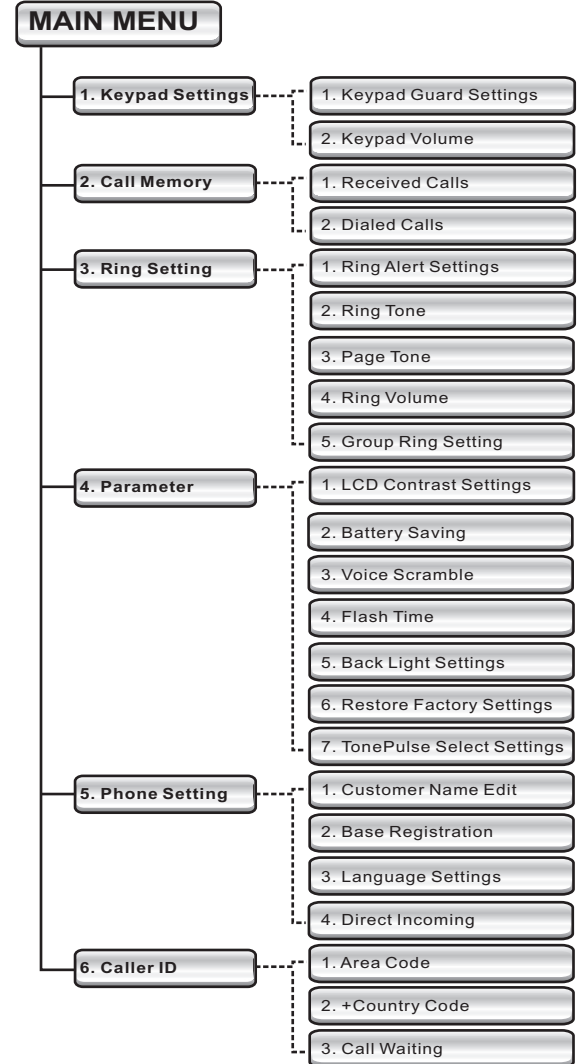 MAIN MENU
1. Keypad Settings
1. Keypad Guard Settings
2. Keypad Volume
2. Call Memory
1. Received Calls
2. Dialed Calls
3. Ring Setting
1. Ring Alert Settings
2. Ring Tone
3. Page Tone
4. Ring Volume
5. Group Ring Setting
4. Parameter
1. LCD Contrast Settings
2. Battery Saving
3. Voice Scramble
4. Flash Time
5. Back Light Settings
6. Restore Factory Settings
7. TonePulse Select Settings
5. Phone Setting
1. Customer Name Edit
2. Base Registration
3. Language Settings
4. Direct Incoming
6. Caller ID
1. Area Code
2. +Country Code
3. Call Waiting